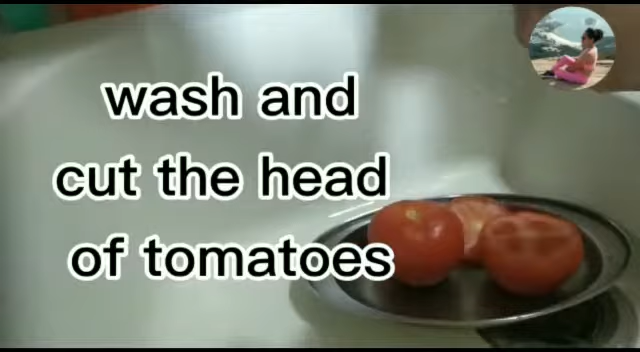 wash and
cut the head
of tomatoes